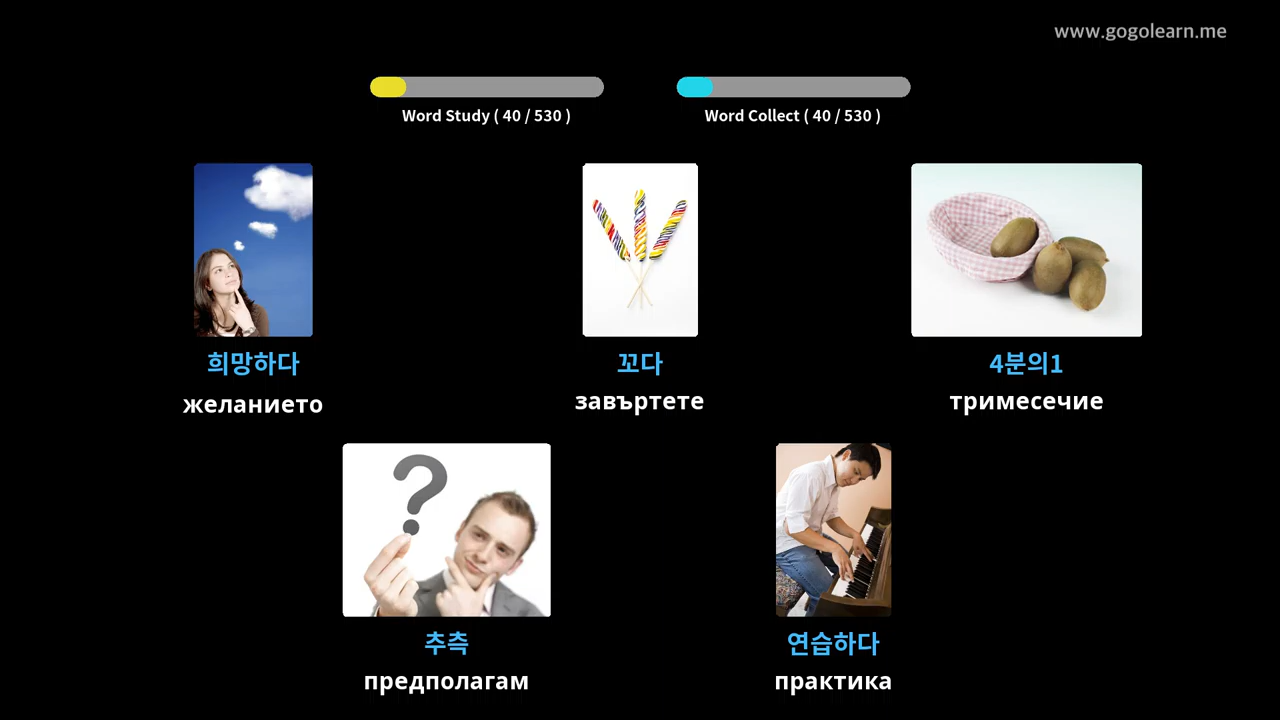 www.gogolearn.me
Word Study ( 40 / 530 )
Word Collect ( 40 / 530 )
희망하다
желанието
꼬다
завъртете
4분의1
тримесечие
추측
предполагам
연습하다
практика